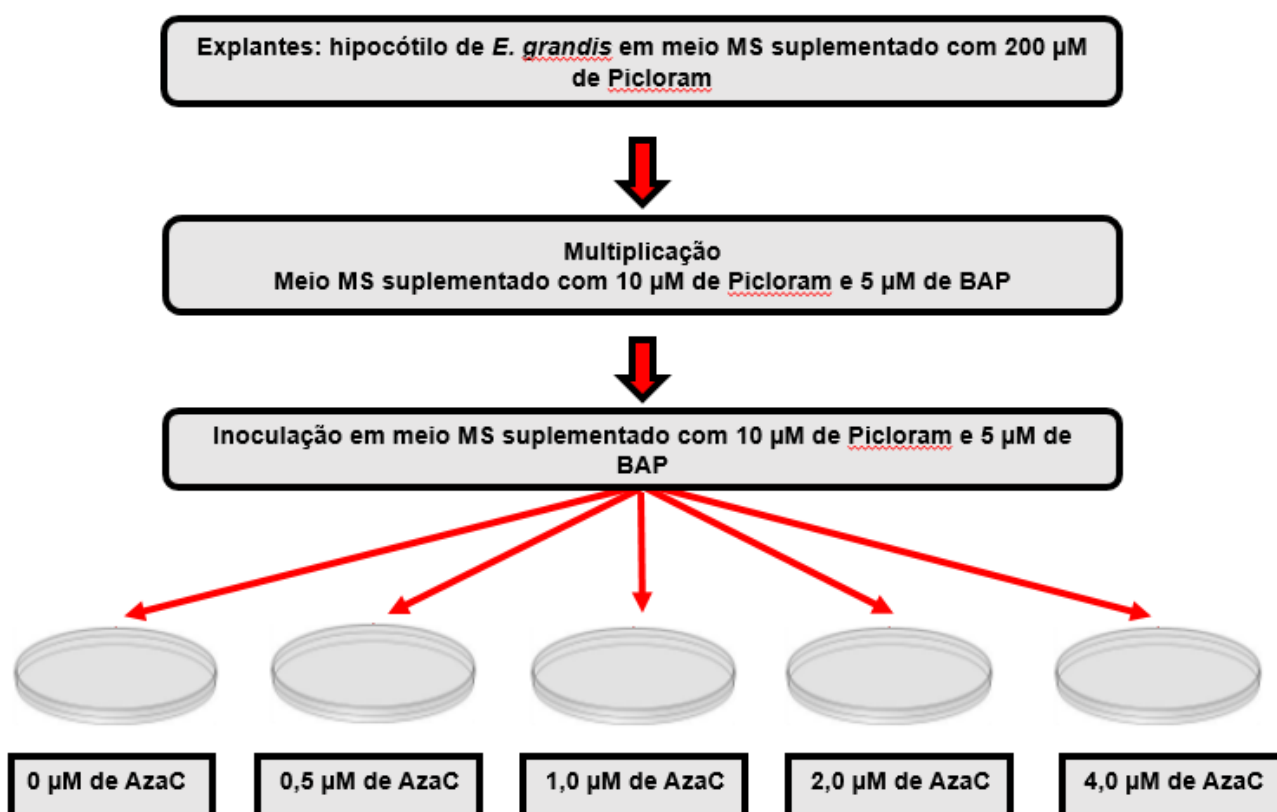 Explantes: hipocótilo de E. grandis em meio MS suplementado com 200 µM
de Picloram
Multiplicação
Meio MS suplementado com 10 µM de Picloram e 5 µM de BAP
Inoculação em meio MS suplementado com 10 µM de Picloram e 5 µM de
BAP
0 µM de AzaC
0,5 µM de AzaC
1,0 µM de AzaC
2,0 µM de AzaC
4,0 µM de AzaC